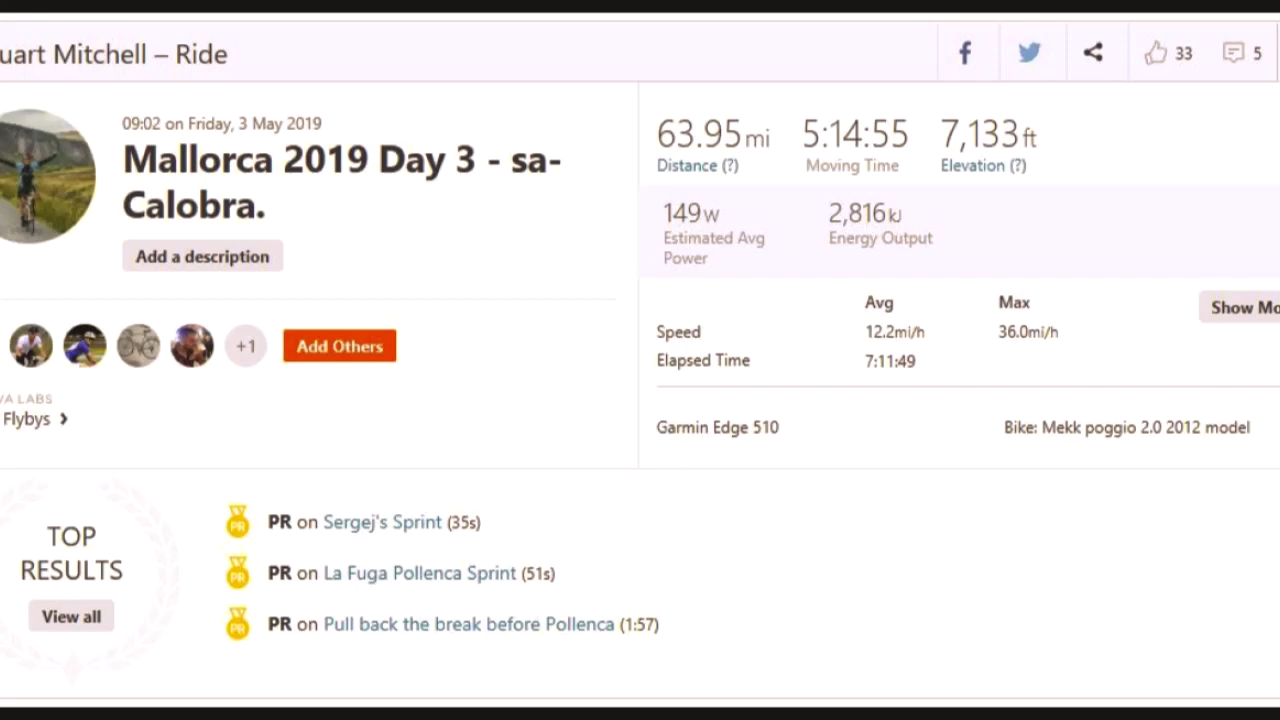 uart Mitchell – Ride
33
5
09:02 on Friday, 3 May 2019
Mallorca 2019 Day 3 - sa-
Calobra.
Add a description
+1
Add Others
VA LABS
Flybys
63.95mi
5:14:55
7,133ft
Distance (?)
Moving Time
Elevation (?)
149W
2,816kJ
Estimated Avg
Power
Energy Output
Avg
Max
Show Mo
Speed
12.2mi/h
36.0mi/h
Elapsed Time
7:11:49
Garmin Edge 510
Bike: Mekk poggio 2.0 2012 model
TOP
RESULTS
View all
PR
PR on Sergej's Sprint (35s)
PR
PR on La Fuga Pollenca Sprint (51s)
PR
PR on Pull back the break before Pollenca (1:57)